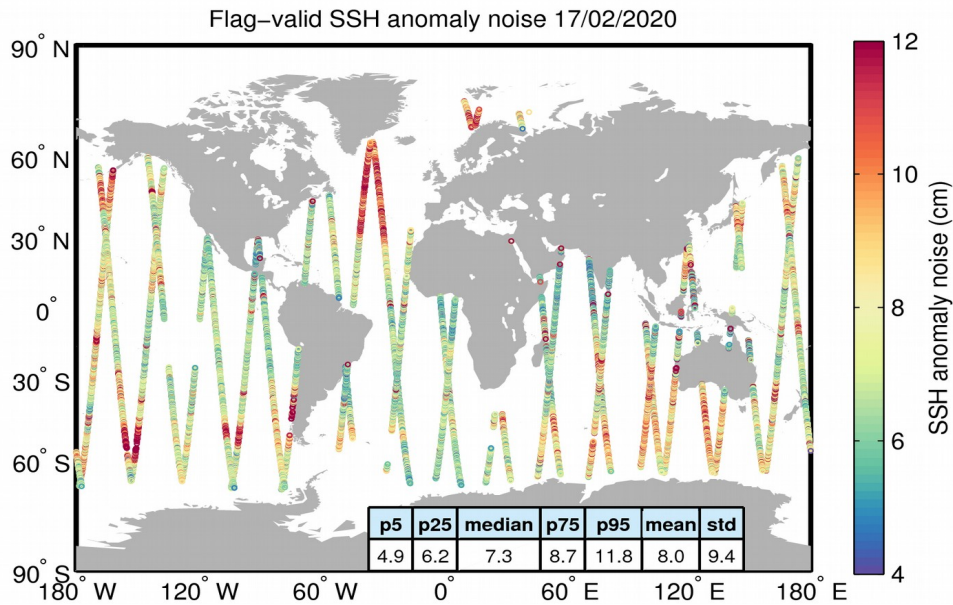 Flag−valid SSH anomaly noise 17/02/2020
90° N
60° N
30° N
0°
30° S
60° S
90° S
180° W
120° W
60° W
0°
60° E
120° E
180° E
p5 p25 median p75 p95 mean std
4.9 6.2 7.3 8.7 11.8 8.0 9.4
12
10
8
6
4
SSH anomaly noise (cm)